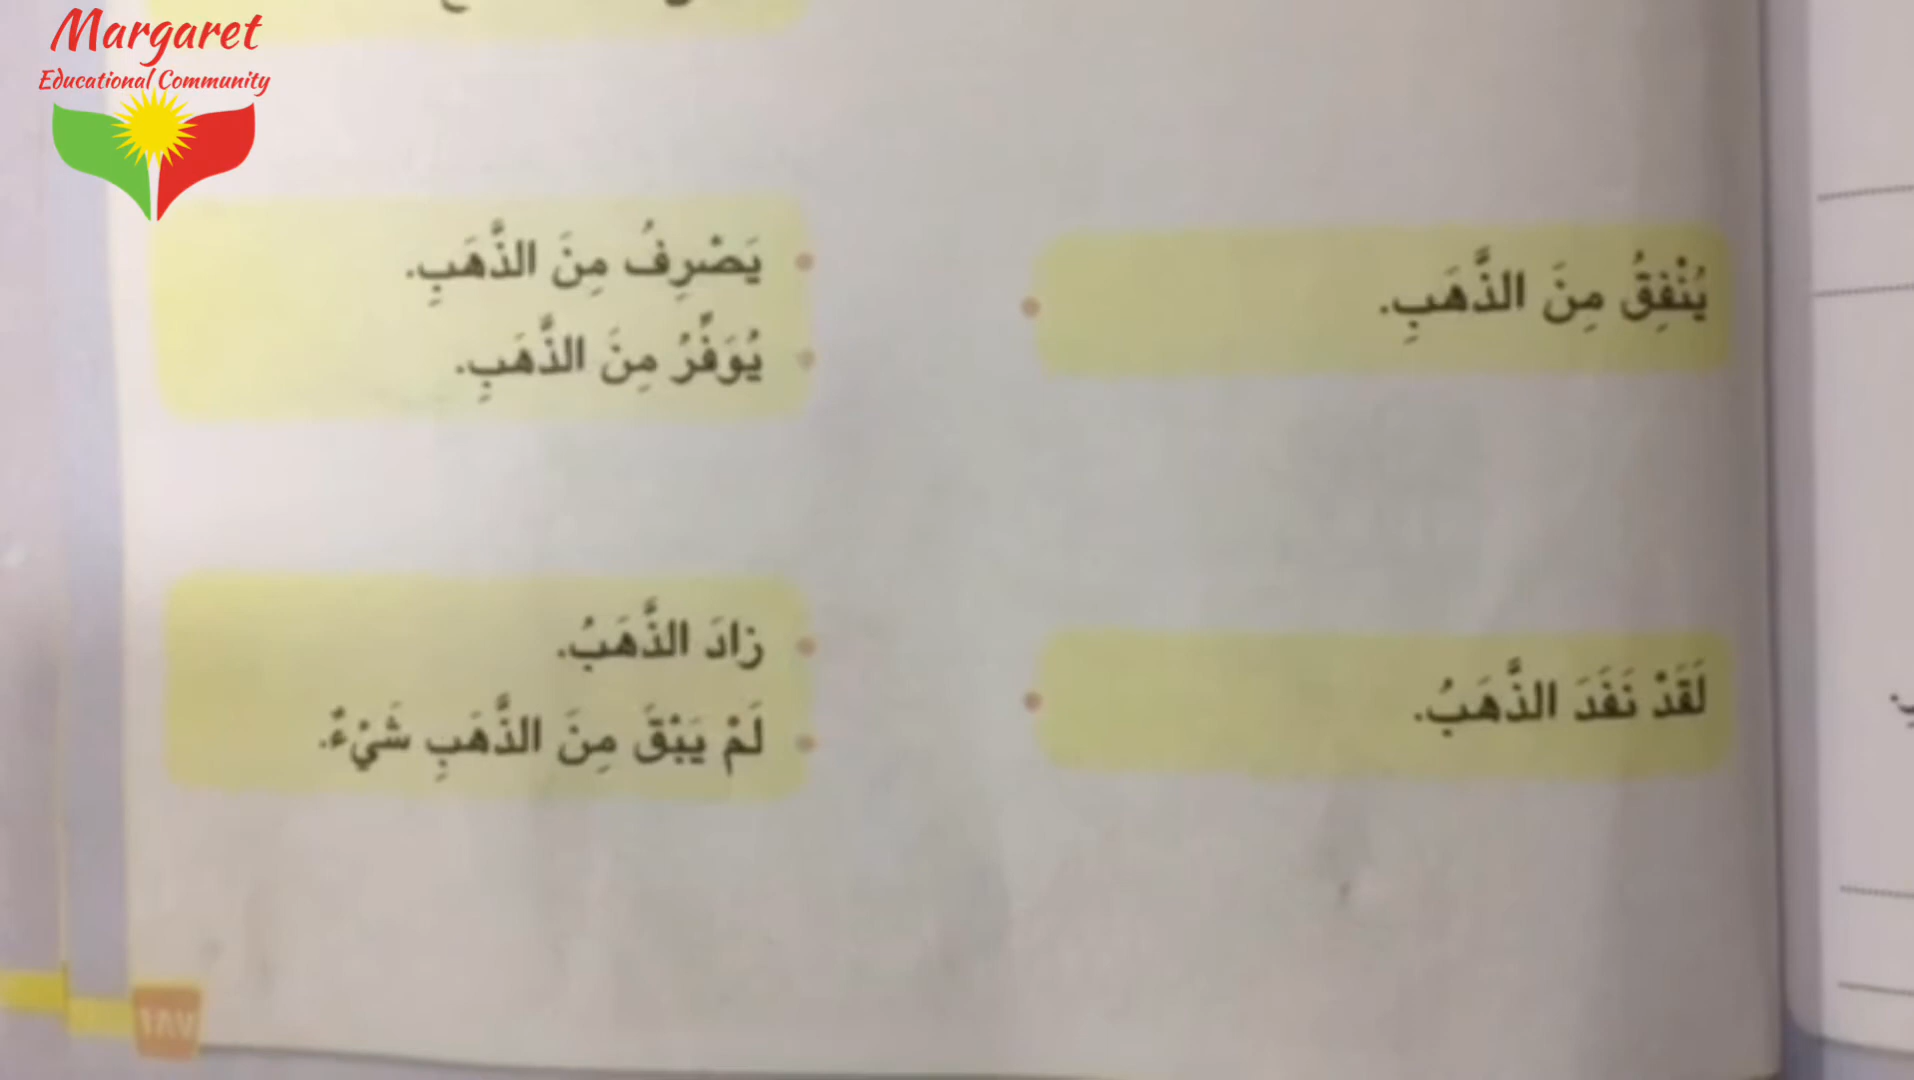 Margaret
Educational Community
يُنْفِقُ مِنَ الذَّهَبِ.
يَصْرِفُ مِنَ الذَّهَبِ.
يُوَفِّرُ مِنَ الذَّهَبِ.
لَقَدْ نَفَدَ الذَّهَبُ.
زادَ الذَّهَبُ.
لَمْ يَبْقَ مِنَ الذَّهَبِ شَيْءٌ.
١٨٧